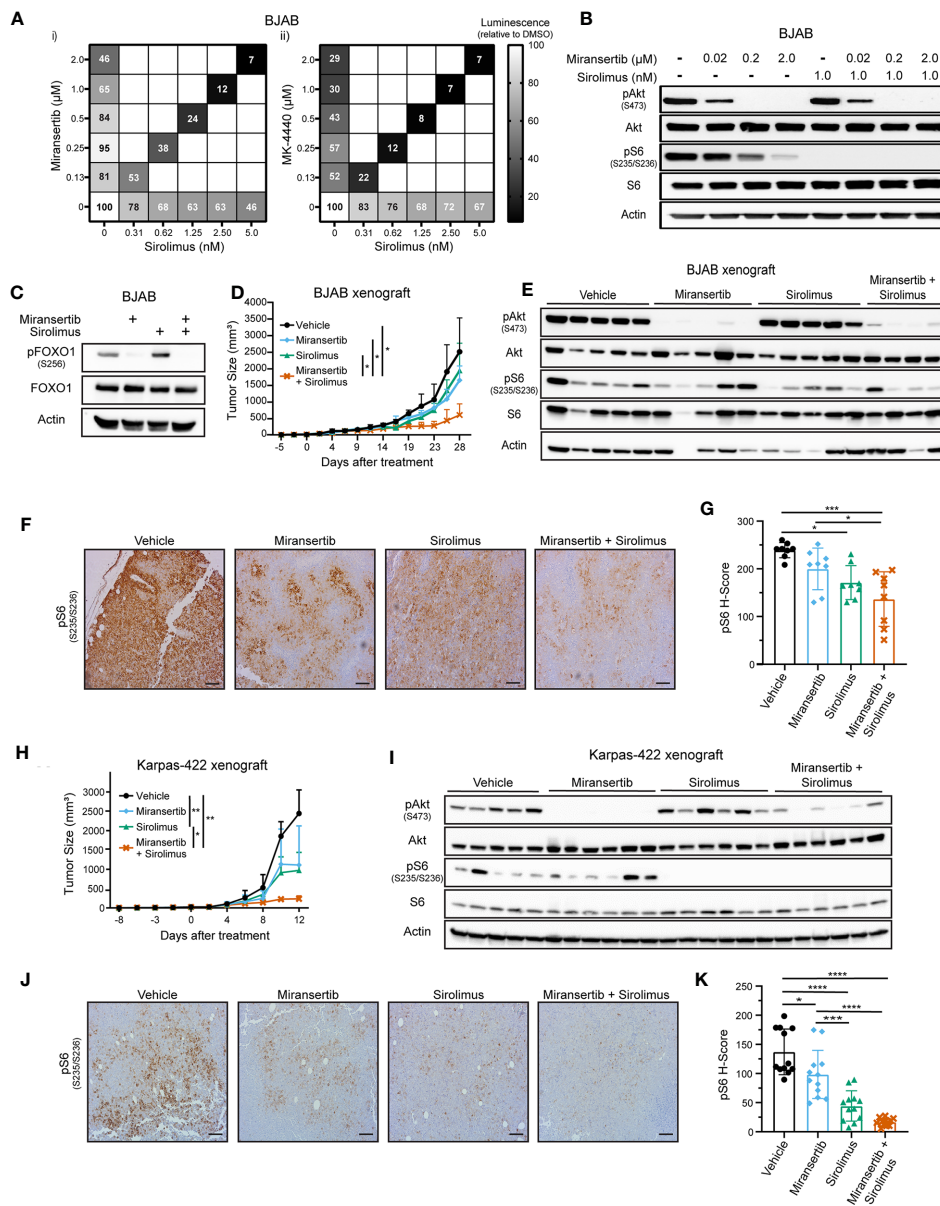 A
BJAB
i)
ii)
Luminescence
(relative to DMSO)
Miransertib (µM)
2.0 46 7
1.0 65 12
0.5 84 24
0.25 95 38
0.13 81 53
0 100 78 68 63 63 46
0 0.31 0.62 1.25 2.50 5.0
Sirolimus (nM)
MK-4440 (µM)
2.0 29 7
1.0 30 7
0.5 43 8
0.25 57 12
0.13 52 22
0 100 83 76 68 72 67
0 0.31 0.62 1.25 2.50 5.0
Sirolimus (nM)
100
80
60
40
20
B
BJAB
Miransertib (µM) - 0.02 0.2 2.0 - 0.02 0.2 2.0
Sirolimus (nM) - - - - 1.0 1.0 1.0 1.0
pAkt
(S473)
Akt
pS6
(S235/S236)
S6
Actin
C
BJAB
Miransertib - + - +
Sirolimus - - + +
pFOXO1
(S256)
FOXO1
Actin
D
BJAB xenograft
Tumor Size (mm³)
4000
3500
3000
2500
2000
1500
1000
500
0
Vehicle
Miransertib
Sirolimus
Miransertib
+ Sirolimus
* * *
-5 0 4 9 14 19 23 28
Days after treatment
E
BJAB xenograft
Vehicle Miransertib Sirolimus Miransertib +
Sirolimus
pAkt
(S473)
Akt
pS6
(S235/S236)
S6
Actin
F
Vehicle Miransertib Sirolimus Miransertib + Sirolimus
pS6
(S235/S236)
G
pS6 H-Score
300
200
100
0
***
*
*
Vehicle
Miransertib
Sirolimus
Miransertib +
Sirolimus
H
Karpas-422 xenograft
Tumor Size (mm³)
3000
2500
2000
1500
1000
500
0
Vehicle
Miransertib
Sirolimus
Miransertib
+ Sirolimus
** **
*
-8 -3 0 4 8 12
Days after treatment
I
Karpas-422 xenograft
Vehicle Miransertib Sirolimus Miransertib +
Sirolimus
pAkt
(S473)
Akt
pS6
(S235/S236)
S6
Actin
J
Vehicle Miransertib Sirolimus Miransertib + Sirolimus
pS6
(S235/S236)
K
pS6 H-Score
250
200
150
100
50
0
****
****
* ****
***
Vehicle
Miransertib
Sirolimus
Miransertib +
Sirolimus